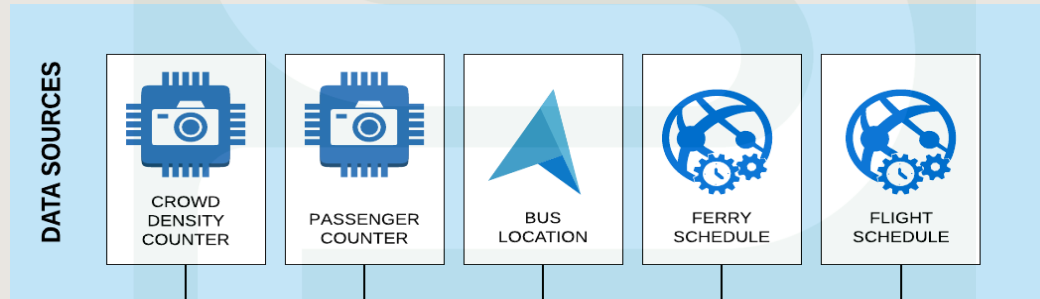 DATA SOURCES
CROWD
DENSITY
COUNTER
PASSENGER
COUNTER
BUS
LOCATION
FERRY
SCHEDULE
FLIGHT
SCHEDULE